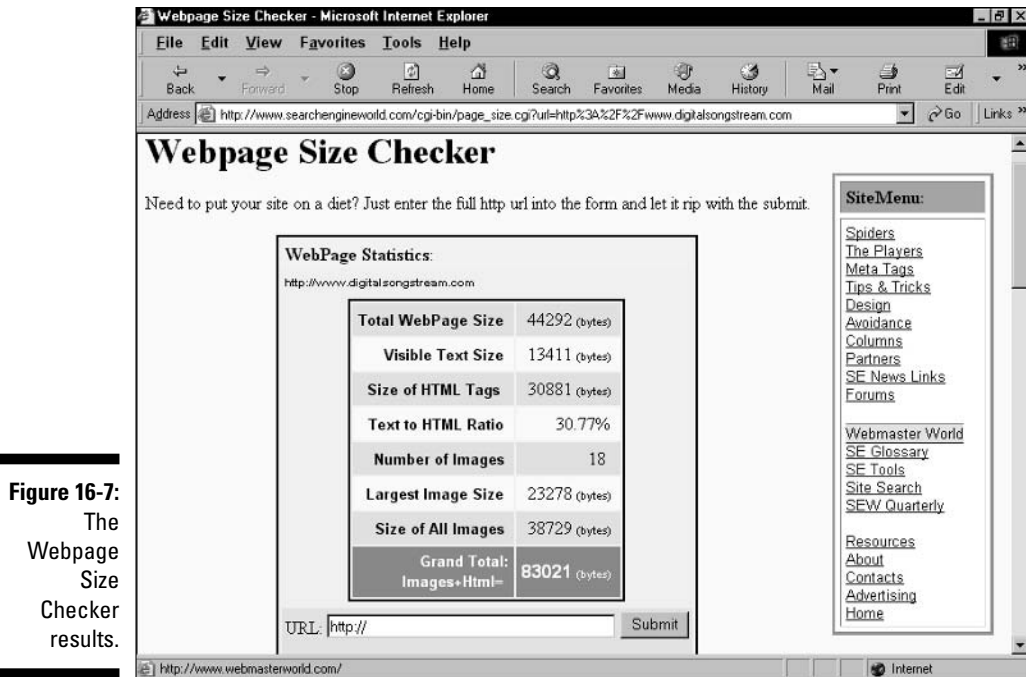 Webpage Size Checker - Microsoft Internet Explorer
File Edit View Favorites Tools Help
Back Forward Stop Refresh Home Search Favorites Media History Mail Print Edit »
Address http://www.searchengineworld.com/cgi-bin/page_size.cgi?url=http%3A%2F%2Fwww.digitalsongstream.com Go Links »
Webpage Size Checker
Need to put your site on a diet? Just enter the full http url into the form and let it rip with the submit.
WebPage Statistics:
http://www.digitalsongstream.com
Total WebPage Size 44292 (bytes)
Visible Text Size 13411 (bytes)
Size of HTML Tags 30881 (bytes)
Text to HTML Ratio 30.77%
Number of Images 18
Largest Image Size 23278 (bytes)
Size of All Images 38729 (bytes)
Grand Total:
Images+Html= 83021 (bytes)
URL: http:// Submit
SiteMenu:
Spiders
The Players
Meta Tags
Tips & Tricks
Design
Avoidance
Columns
Partners
SE News Links
Forums
Webmaster World
SE Glossary
SE Tools
Site Search
SEW Quarterly
Resources
About
Contacts
Advertising
Home
http://www.webmasterworld.com/ Internet
Figure 16-7:
The
Webpage
Size
Checker
results.